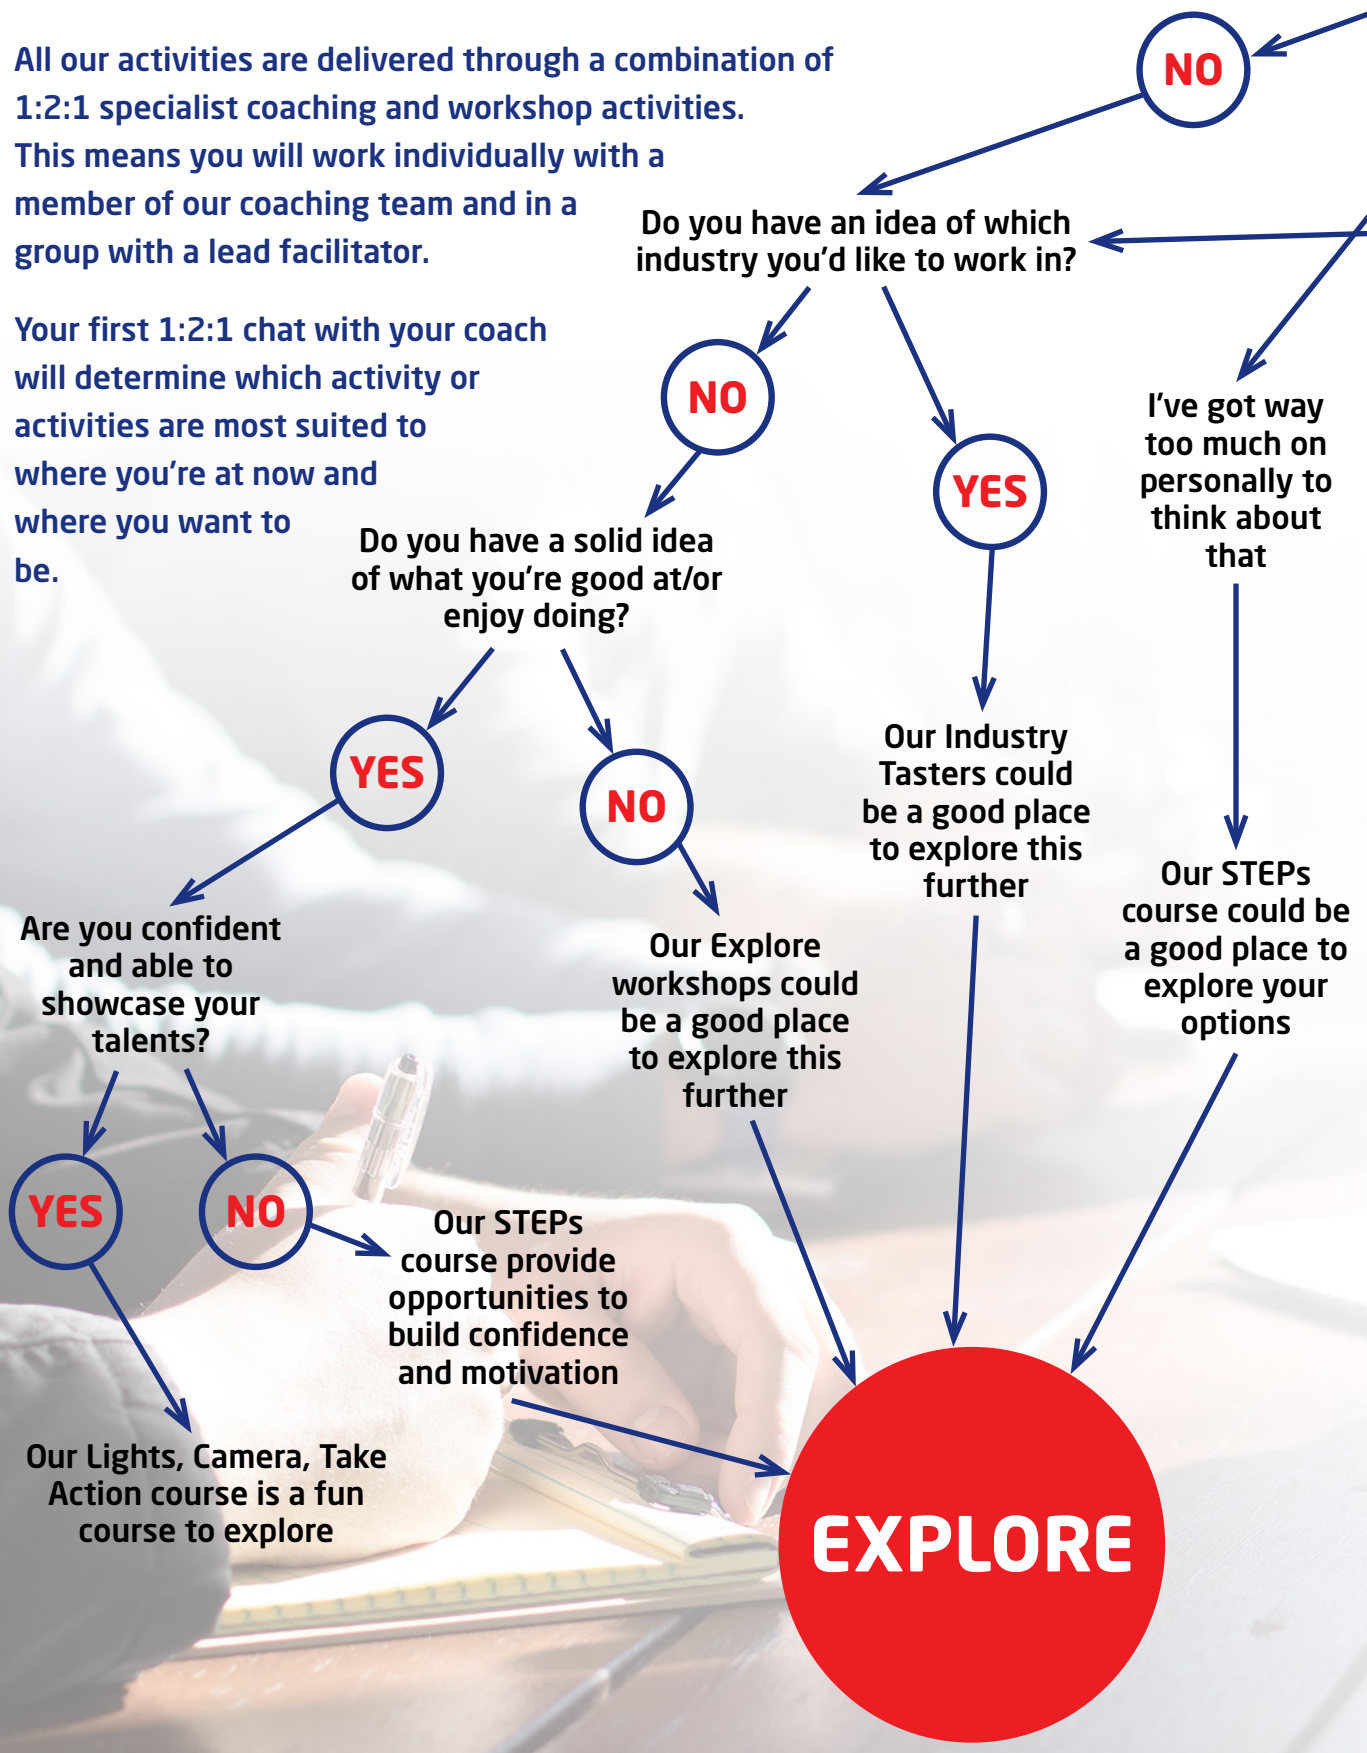 All our activities are delivered through a combination of
1:2:1 specialist coaching and workshop activities.
This means you will work individually with a
member of our coaching team and in a
group with a lead facilitator.
Your first 1:2:1 chat with your coach
will determine which activity or
activities are most suited to
where you're at now and
where you want to
be.
NO
Do you have an idea of which
industry you'd like to work in?
NO
YES
I've got way
too much on
personally to
think about
that
Do you have a solid idea
of what you're good at/or
enjoy doing?
YES
NO
Our Industry
Tasters could
be a good place
to explore this
further
Our STEPs
course could be
a good place to
explore your
options
Are you confident
and able to
showcase your
talents?
Our Explore
workshops could
be a good place
to explore this
further
YES
NO
Our STEPs
course provide
opportunities to
build confidence
and motivation
Our Lights, Camera, Take
Action course is a fun
course to explore
EXPLORE